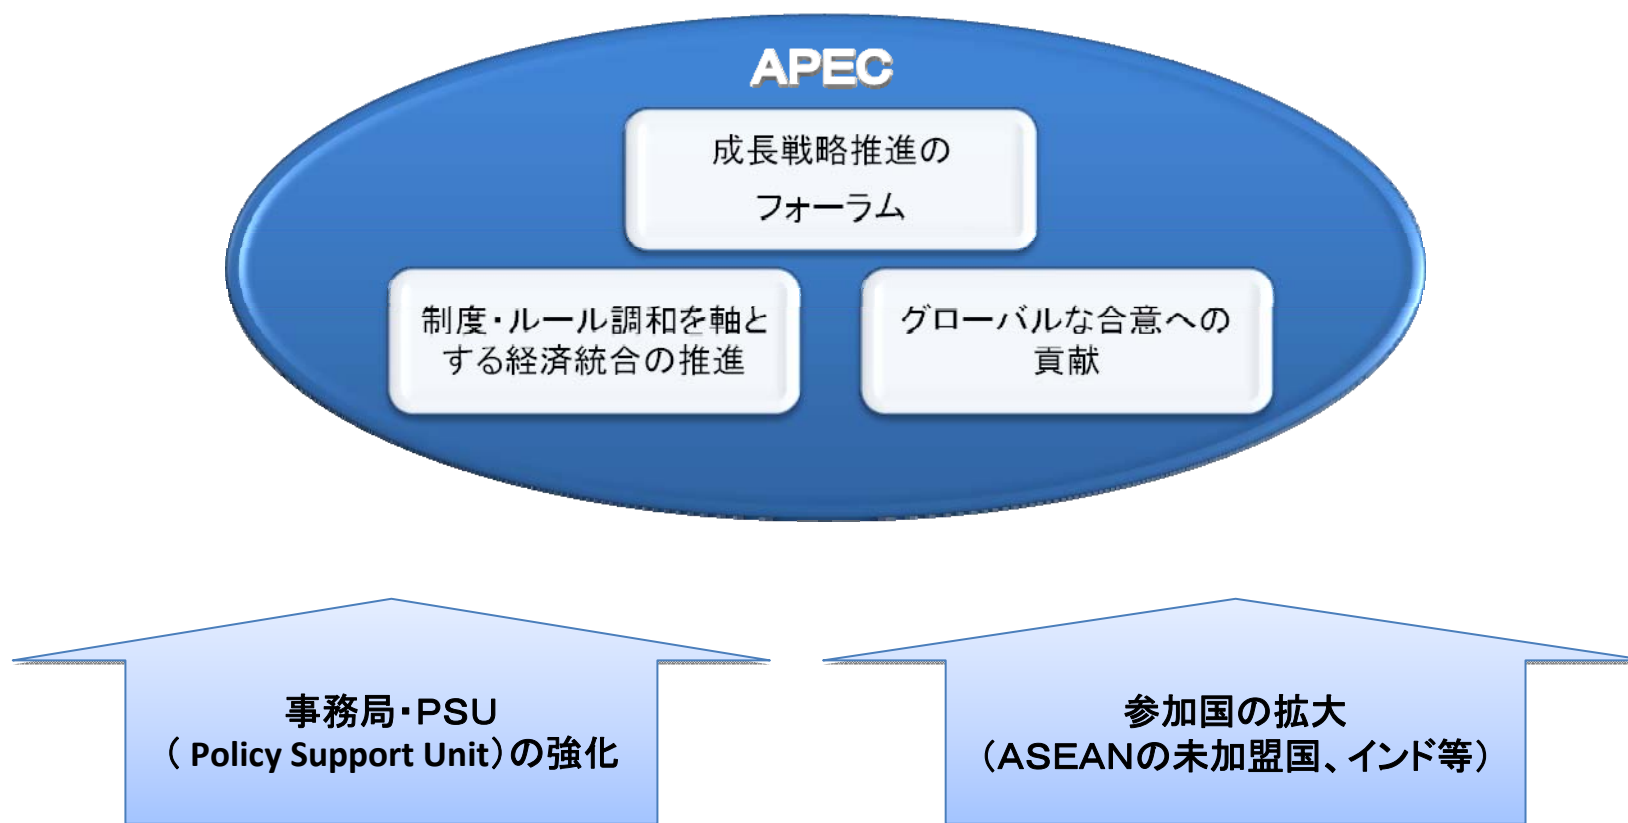 APEC
成長戦略推進の
フォーラム
制度・ルール調和を軸と
する経済統合の推進
グローバルな合意への
貢献
事務局・PSU
（ Policy Support Unit）の強化
参加国の拡大
（ASEANの未加盟国、インド等）